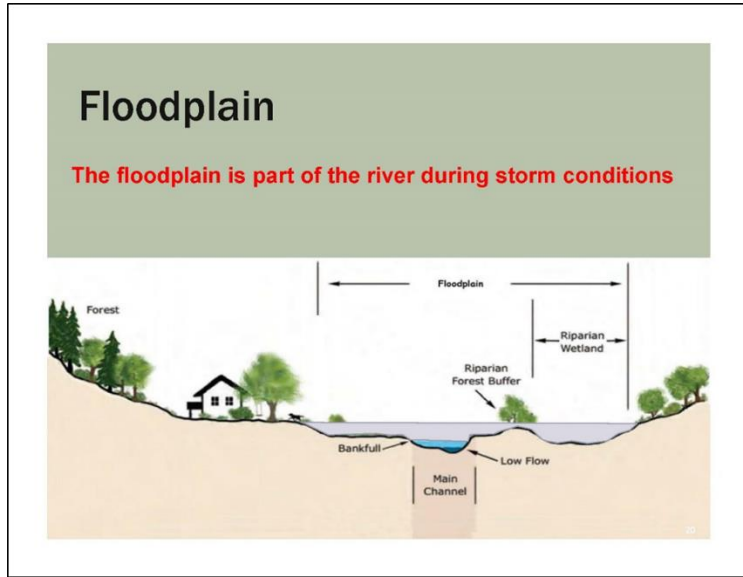 Floodplain
The floodplain is part of the river during storm conditions
Floodplain
Forest
Riparian
Wetland
Riparian
Forest Buffer
Bankfull
Low Flow
Main
Channel
20